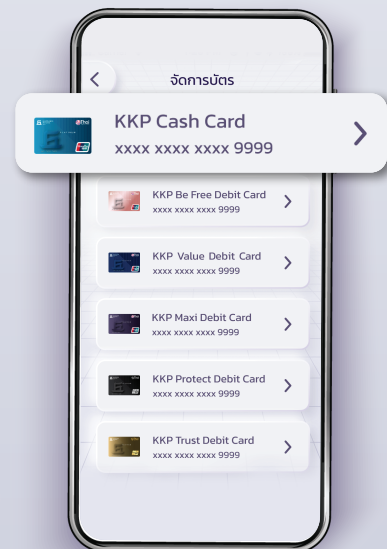 จัดการบัตร
KKP Cash Card
xxxx xxxx xxxx 9999
KKP Be Free Debit Card
xxxx xxxx xxxx 9999
KKP Value Debit Card
xxxx xxxx xxxx 9999
KKP Maxi Debit Card
xxxx xxxx xxxx 9999
KKP Protect Debit Card
xxxx xxxx xxxx 9999
KKP Trust Debit Card
xxxx xxxx xxxx 9999